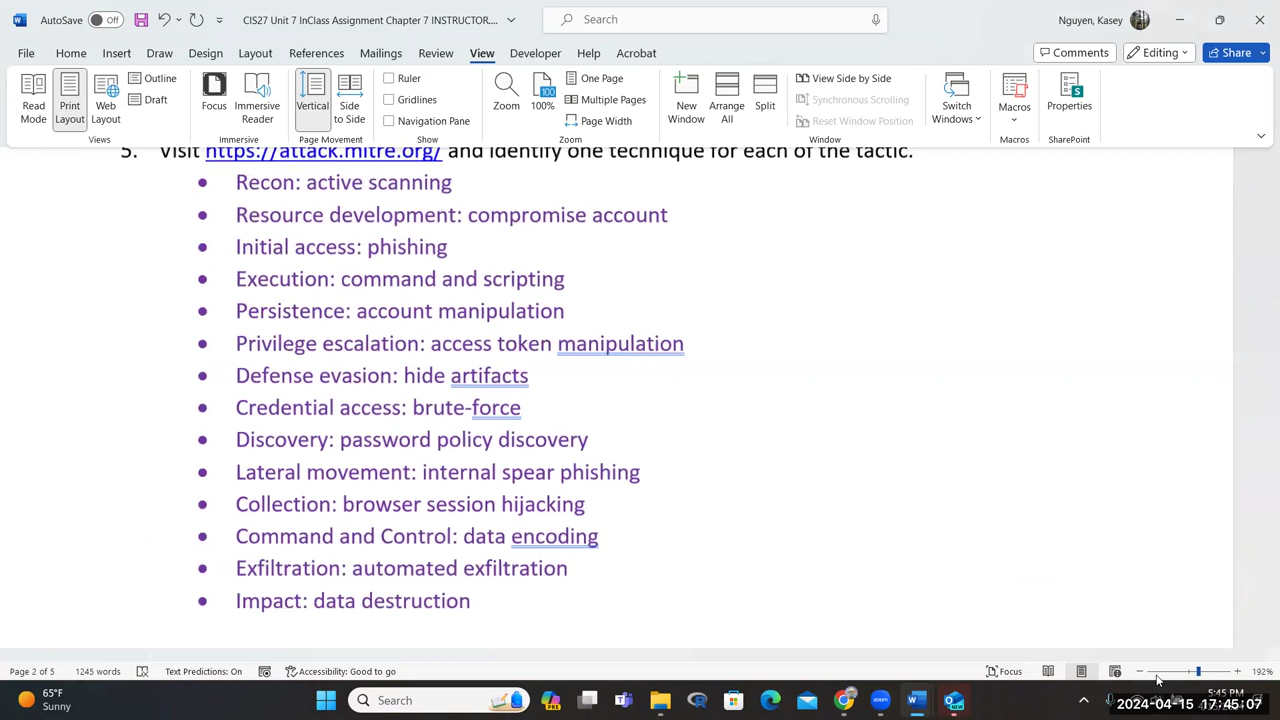 AutoSave Off CIS27 Unit 7 InClass Assignment Chapter 7 INSTRUCTOR.... Search Nguyen, Kasey
File Home Insert Draw Design Layout References Mailings Review View Developer Help Acrobat Comments Editing Share
Read Mode
Print Layout
Web Layout
Outline
Draft
Views
Focus
Immersive Reader
Immersive
Vertical
Side to Side
Page Movement
Ruler
Gridlines
Navigation Pane
Show
Zoom
100%
One Page
Multiple Pages
Page Width
Zoom
New Window
Arrange All
Split
View Side by Side
Synchronous Scrolling
Reset Window Position
Window
Switch Windows
Macros
Macros
Properties
SharePoint
5. Visit https://attack.mitre.org/ and identify one technique for each of the tactic.
• Recon: active scanning
• Resource development: compromise account
• Initial access: phishing
• Execution: command and scripting
• Persistence: account manipulation
• Privilege escalation: access token manipulation
• Defense evasion: hide artifacts
• Credential access: brute-force
• Discovery: password policy discovery
• Lateral movement: internal spear phishing
• Collection: browser session hijacking
• Command and Control: data encoding
• Exfiltration: automated exfiltration
• Impact: data destruction
Page 2 of 5 1245 words Text Predictions: On Accessibility: Good to go Focus 192%
65°F
Sunny
Search
PRE
zoom
NEW
5:45 PM
2024-04-15 17:45:07